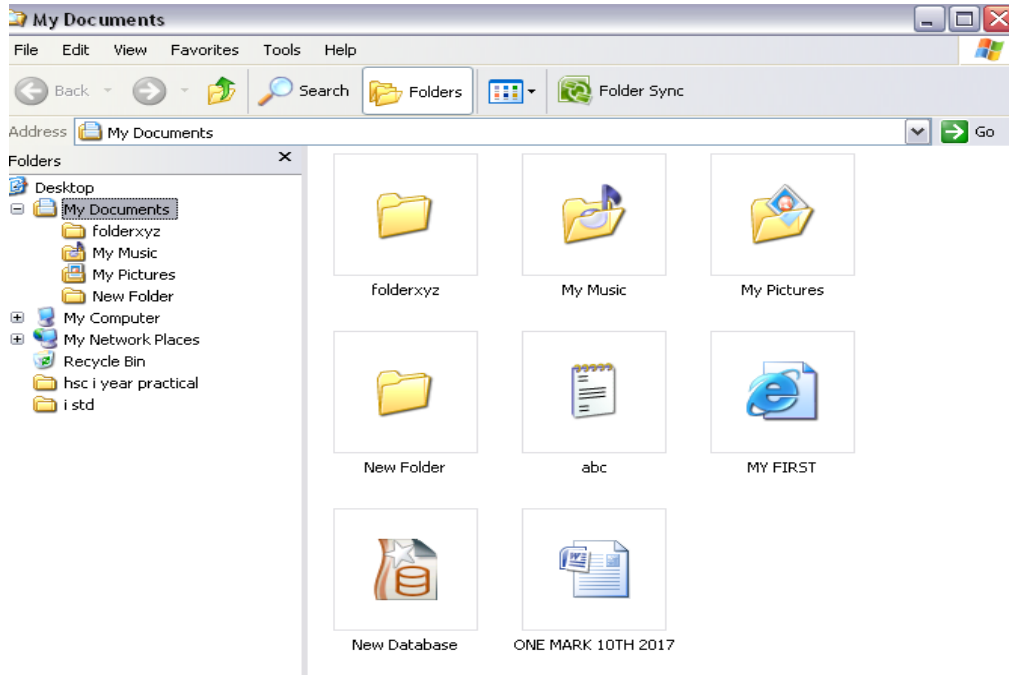 My Documents
File Edit View Favorites Tools Help
Back Search Folders Folder Sync
Address My Documents Go
Folders
Desktop
My Documents
folderxyz
My Music
My Pictures
New Folder
My Computer
My Network Places
Recycle Bin
hsc i year practical
i std
folderxyz My Music My Pictures
New Folder abc MY FIRST
New Database ONE MARK 10TH 2017